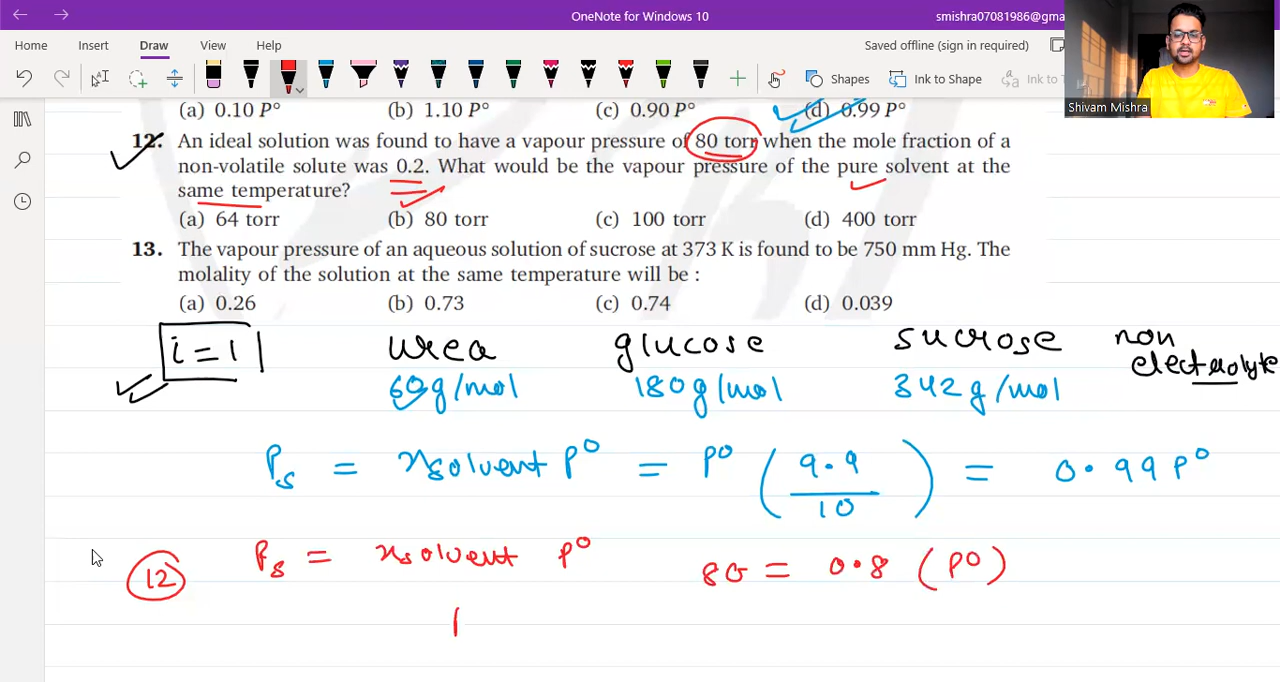 OneNote for Windows 10
smishra07081986@gma
Home Insert Draw View Help
Saved offline (sign in required)
Shapes Ink to Shape Ink to
Shivam Mishra
(a) 0.10 P° (b) 1.10 P° (c) 0.90 P° (d) 0.99 P°
12. An ideal solution was found to have a vapour pressure of 80 torr when the mole fraction of a
non-volatile solute was 0.2. What would be the vapour pressure of the pure solvent at the
same temperature?
(a) 64 torr (b) 80 torr (c) 100 torr (d) 400 torr
13. The vapour pressure of an aqueous solution of sucrose at 373 K is found to be 750 mm Hg. The
molality of the solution at the same temperature will be :
(a) 0.26 (b) 0.73 (c) 0.74 (d) 0.039
i = 1 urea glucose sucrose non
electrolyte
60g/mol 180g/mol 342g/mol
Ps = xsolvent P° = P° (9.9/10) = 0.99 P°
12 Ps = xsolvent P° 80 = 0.8 (P°)